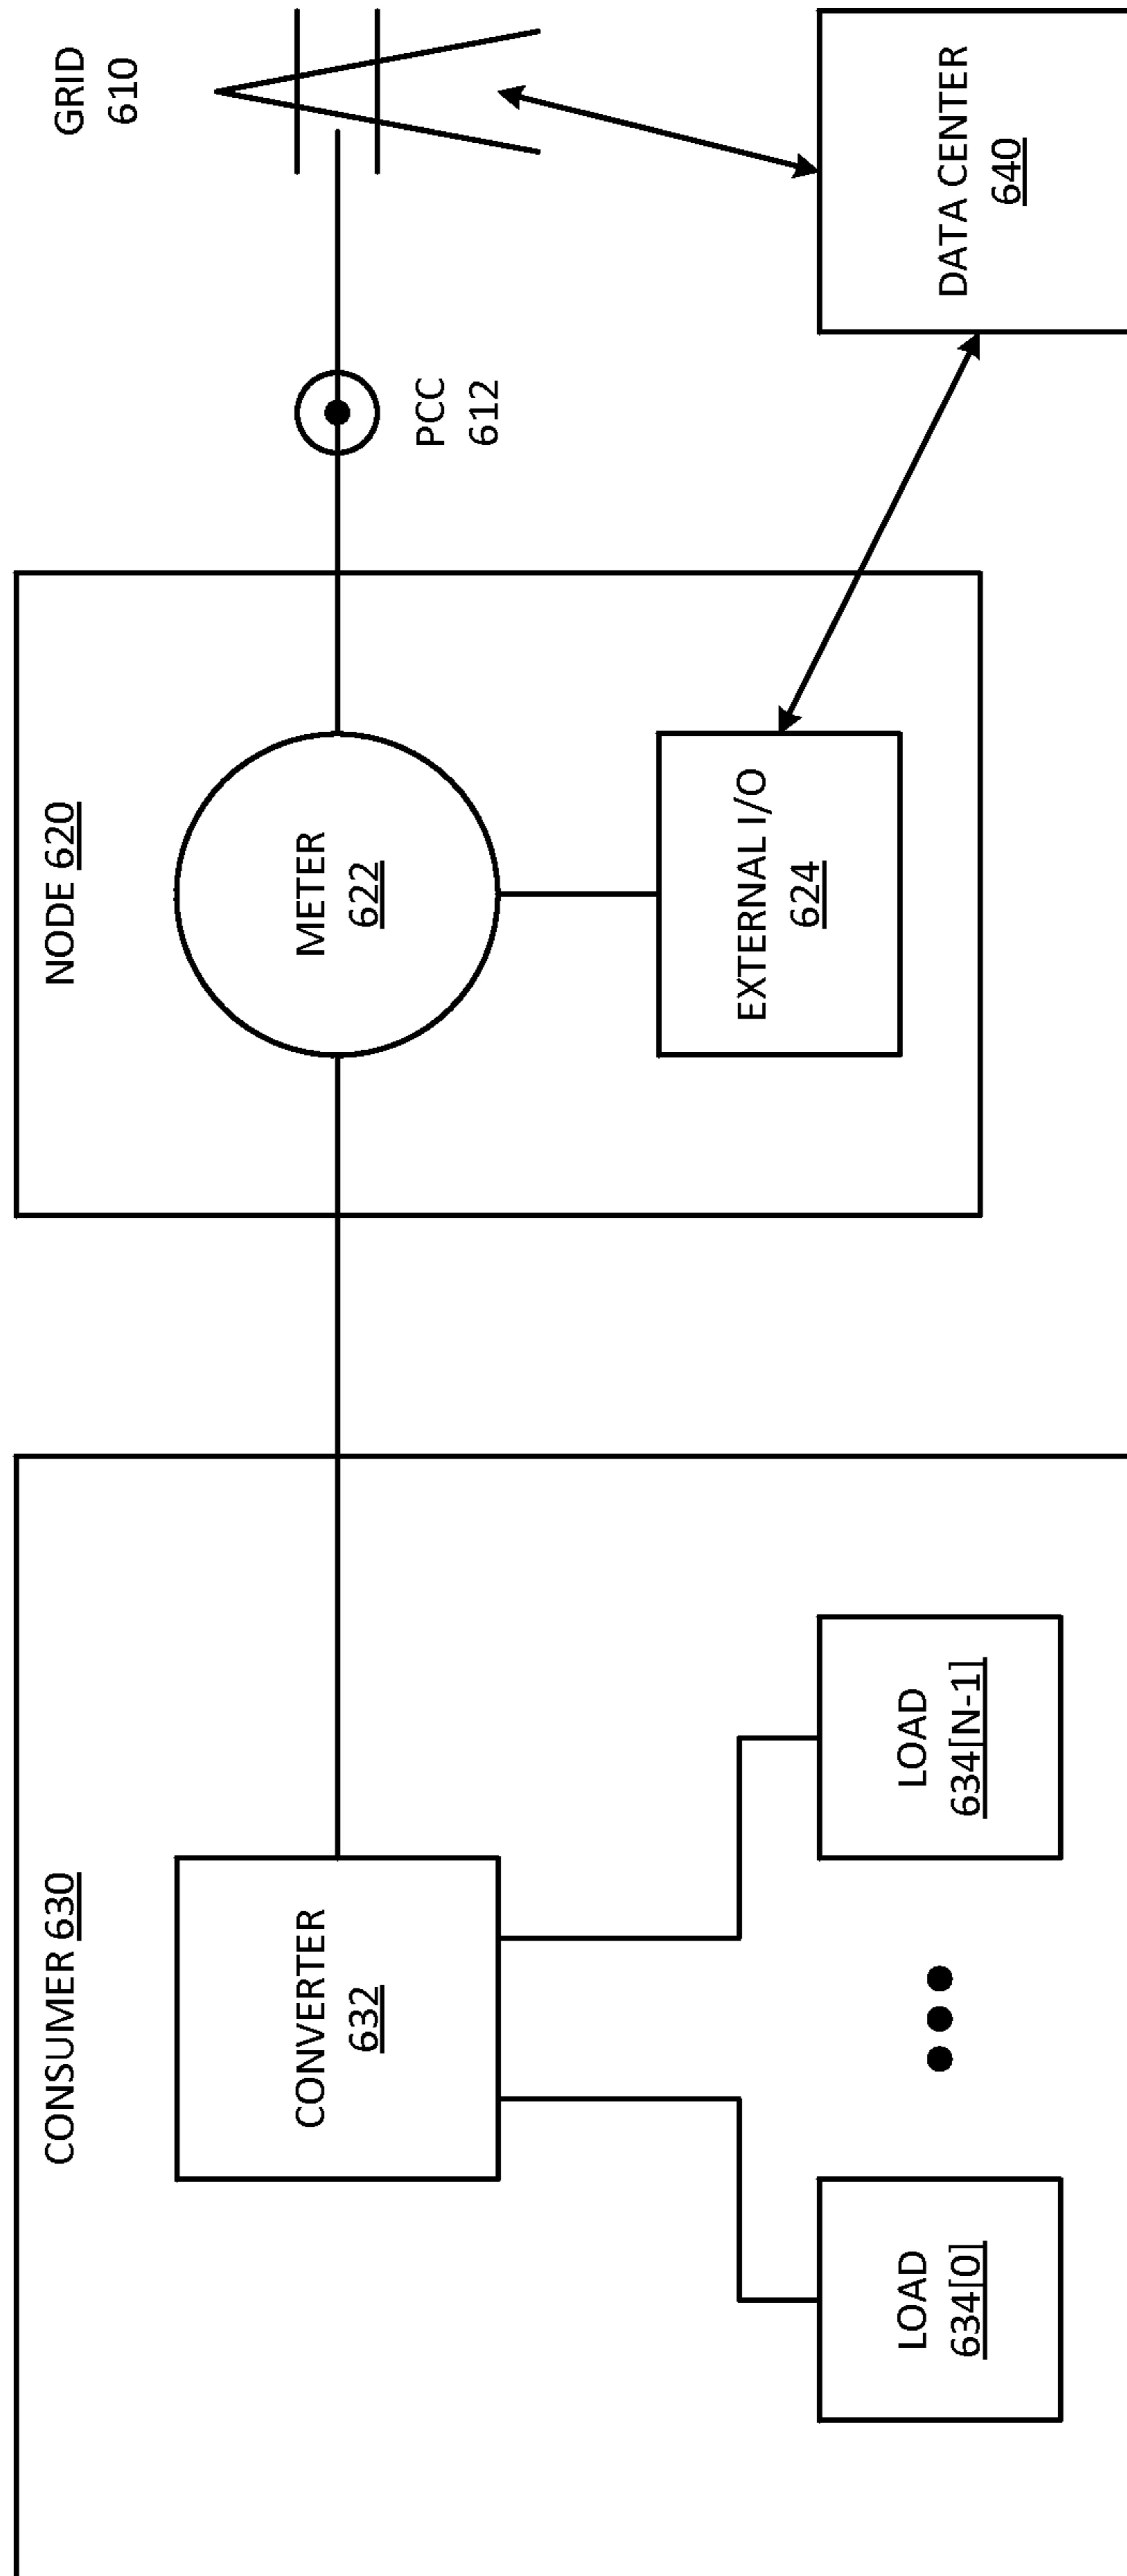 CONSUMER 630
CONVERTER
632
LOAD
634[0]
LOAD
634[N-1]
NODE 620
METER
622
EXTERNAL I/O
624
GRID
610
PCC
612
DATA CENTER
640